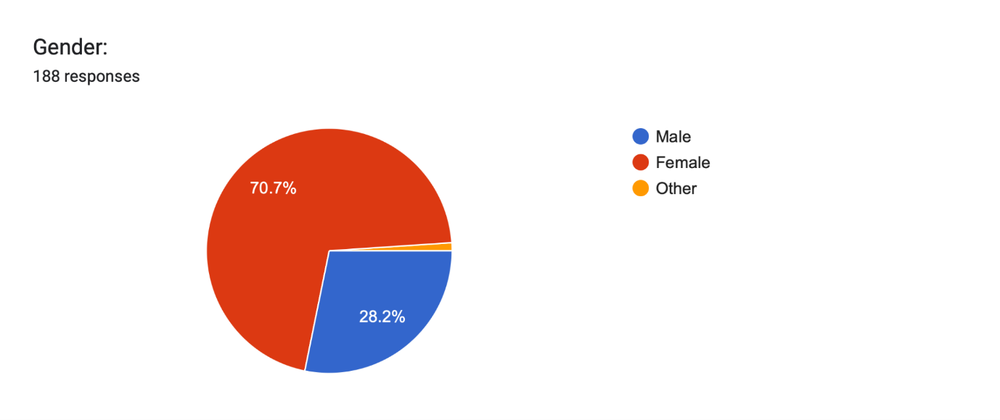 Gender:
188 responses
Male
Female
Other
70.7%
28.2%